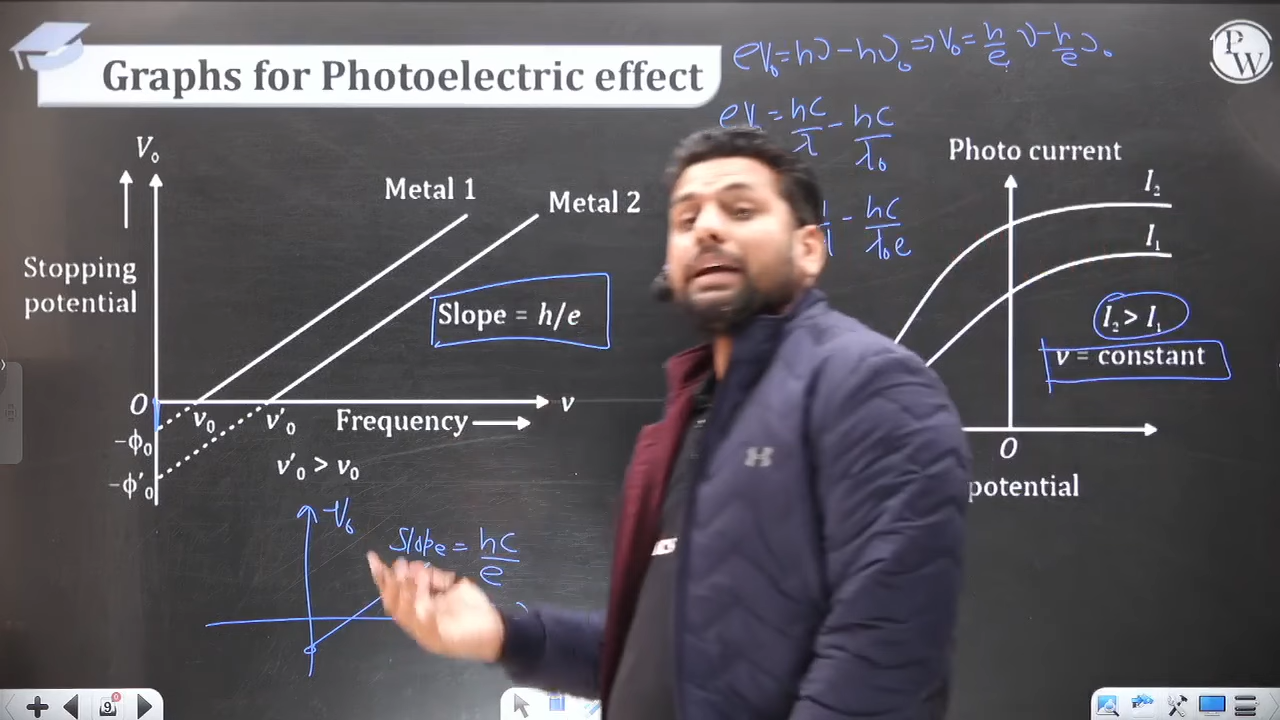 Graphs for Photoelectric effect
PW
eV₀ = hν − hν₀ ⇒ V₀ = h/e ν − h/e ν₀
= hc/λ − hc/λ₀
− hc/λ₀e
V₀
Stopping
potential
Metal 1
Metal 2
Slope = h/e
O
ν₀
ν'₀
Frequency
ν
−ϕ₀
−ϕ'₀
ν'₀ > ν₀
V₀
Slope = hc/e
Photo current
I₂
I₁
I₂ > I₁
ν = constant
O
potential
9
0